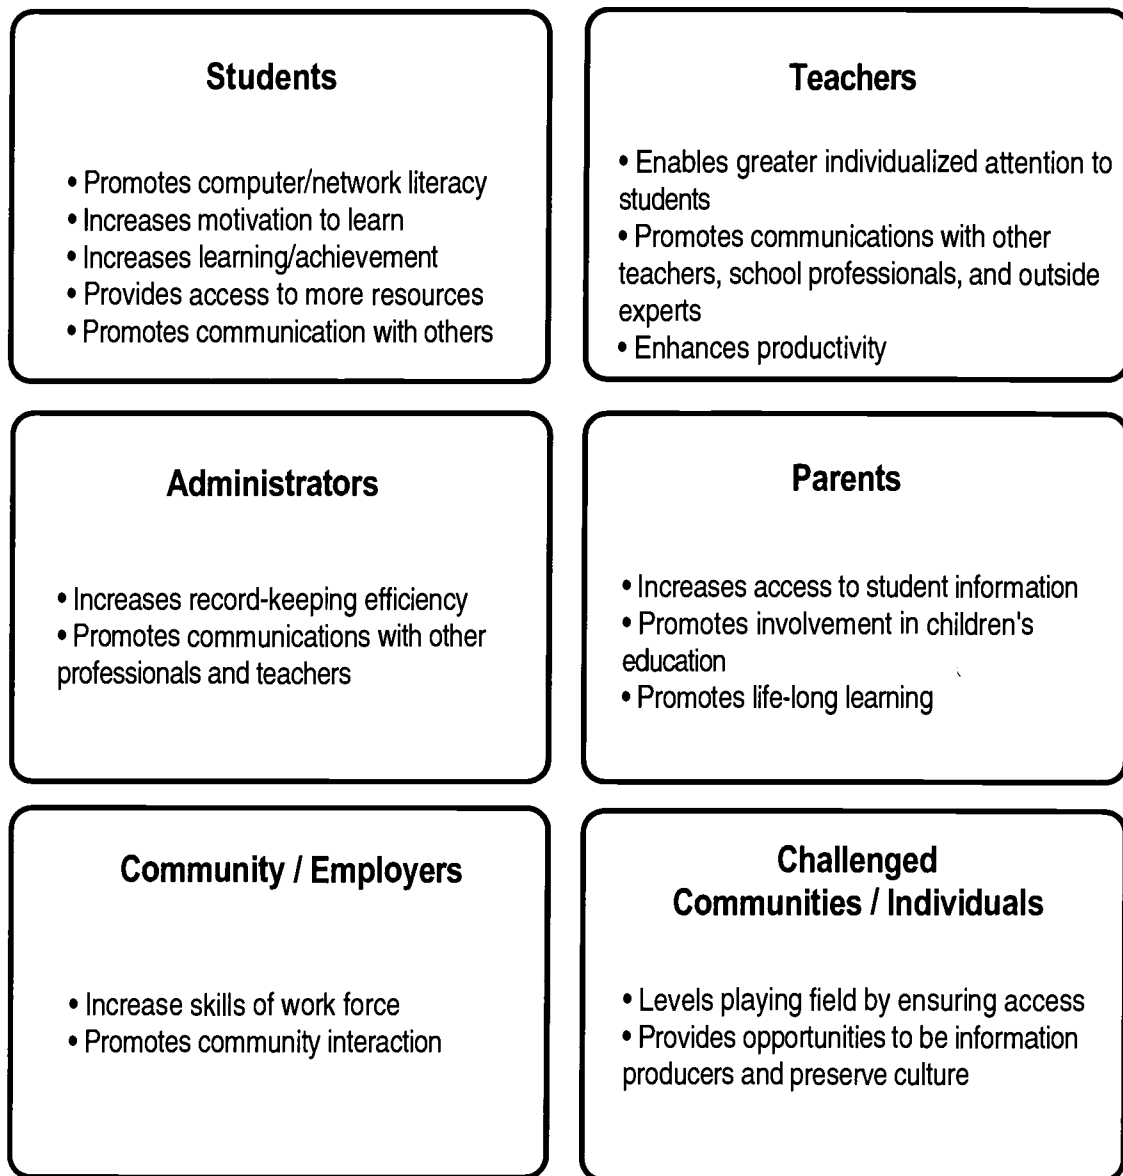 Students
• Promotes computer/network literacy
• Increases motivation to learn
• Increases learning/achievement
• Provides access to more resources
• Promotes communication with others
Teachers
• Enables greater individualized attention to
students
• Promotes communications with other
teachers, school professionals, and outside
experts
• Enhances productivity
Administrators
• Increases record-keeping efficiency
• Promotes communications with other
professionals and teachers
Parents
• Increases access to student information
• Promotes involvement in children's
education
• Promotes life-long learning
Community / Employers
• Increase skills of work force
• Promotes community interaction
Challenged
Communities / Individuals
• Levels playing field by ensuring access
• Provides opportunities to be information
producers and preserve culture